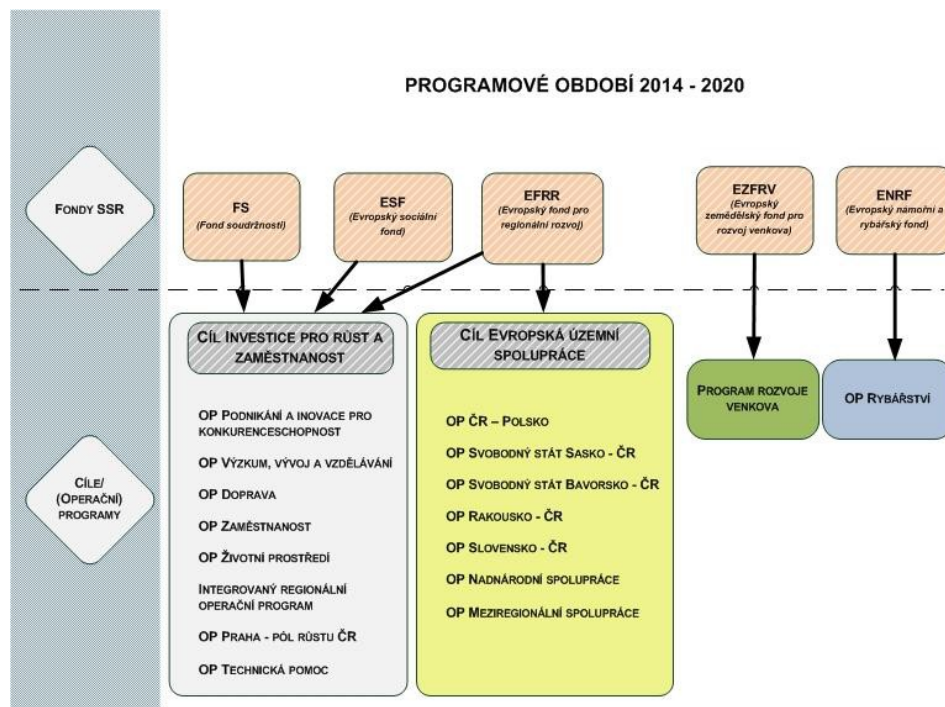 PROGRAMOVÉ OBDOBÍ 2014 - 2020
FONDY SSR
FS
(Fond soudržnosti)
ESF
(Evropský sociální
fond)
EFRR
(Evropský fond pro
regionální rozvoj)
EZFRV
(Evropský
zemědělský fond pro
rozvoj venkova)
ENRF
(Evropský námořní a
rybářský fond)
CÍLE/
(OPERAČNÍ)
PROGRAMY
CÍL INVESTICE PRO RŮST A
ZAMĚSTNANOST
OP PODNIKÁNÍ A INOVACE PRO
KONKURENCESCHOPNOST
OP VÝZKUM, VÝVOJ A VZDĚLÁVÁNÍ
OP DOPRAVA
OP ZAMĚSTNANOST
OP ŽIVOTNÍ PROSTŘEDÍ
INTEGROVANÝ REGIONÁLNÍ
OPERAČNÍ PROGRAM
OP PRAHA - PÓL RŮSTU ČR
OP TECHNICKÁ POMOC
CÍL EVROPSKÁ ÚZEMNÍ
SPOLUPRÁCE
OP ČR – POLSKO
OP SVOBODNÝ STÁT SASKO - ČR
OP SVOBODNÝ STÁT BAVORSKO - ČR
OP RAKOUSKO - ČR
OP SLOVENSKO - ČR
OP NADNÁRODNÍ SPOLUPRÁCE
OP MEZIREGIONÁLNÍ SPOLUPRÁCE
PROGRAM ROZVOJE
VENKOVA
OP RYBÁŘSTVÍ